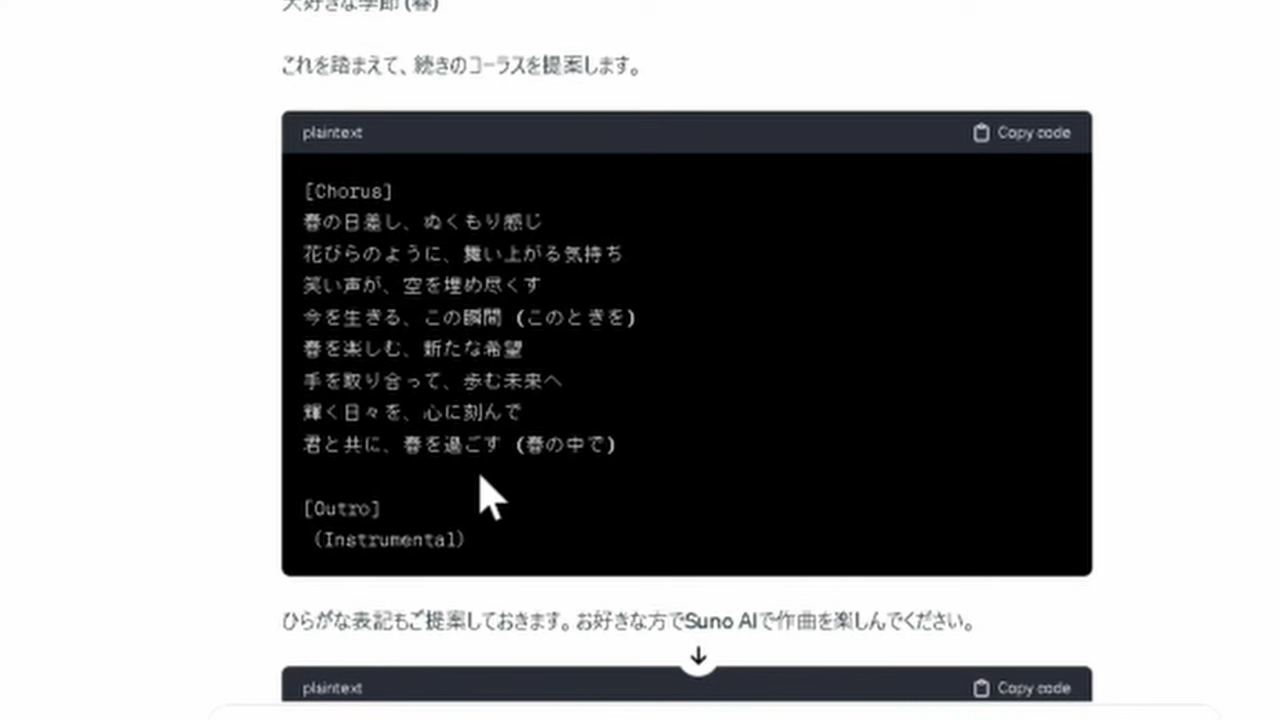 大好きな季節 (春)
これを踏まえて、続きのコーラスを提案します。
plaintext
Copy code
[Chorus]
春の日差し、ぬくもり感じ
花びらのように、舞い上がる気持ち
笑い声が、空を埋め尽くす
今を生きる、この瞬間 (このときを)
春を楽しむ、新たな希望
手を取り合って、歩む未来へ
輝く日々を、心に刻んで
君と共に、春を過ごす (春の中で)
[Outro]
(Instrumental)
ひらがな表記もご提案しておきます。お好きな方でSuno AIで作曲を楽しんでください。
plaintext
Copy code